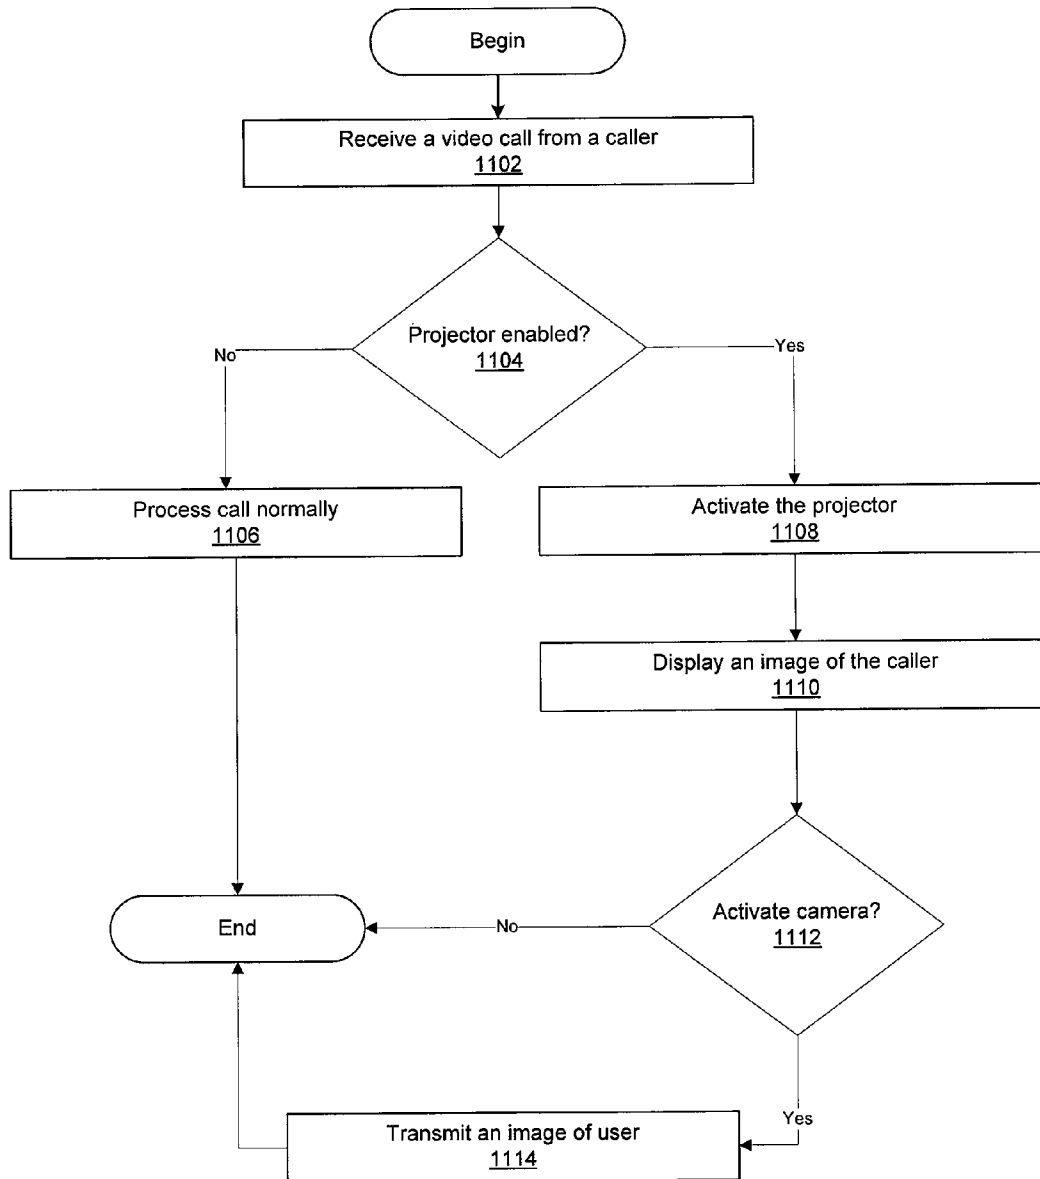 Begin
Receive a video call from a caller
1102
Projector enabled?
1104
No
Yes
Process call normally
1106
Activate the projector
1108
Display an image of the caller
1110
Activate camera?
1112
No
End
Yes
Transmit an image of user
1114